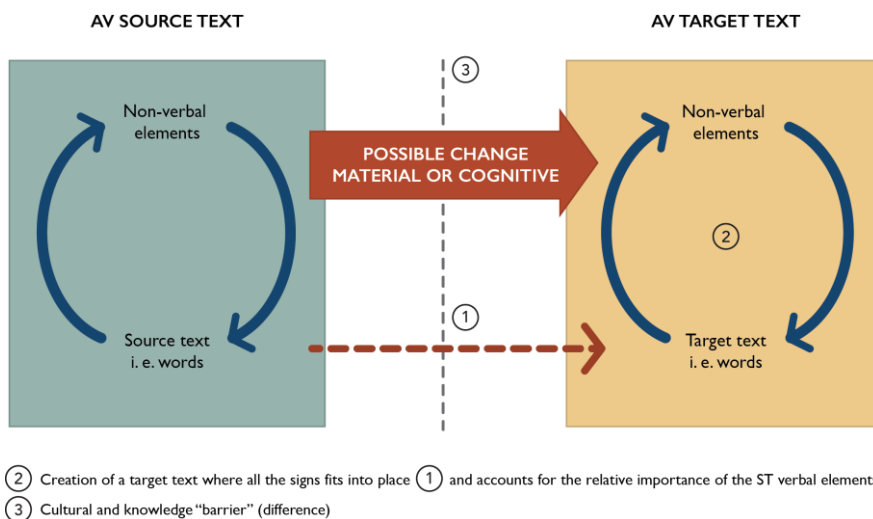 AV SOURCE TEXT
AV TARGET TEXT
3
Non-verbal
elements
Non-verbal
elements
POSSIBLE CHANGE
MATERIAL OR COGNITIVE
2
1
Source text
i. e. words
Target text
i. e. words
2 Creation of a target text where all the signs fits into place 1 and accounts for the relative importance of the ST verbal element
3 Cultural and knowledge “barrier” (difference)